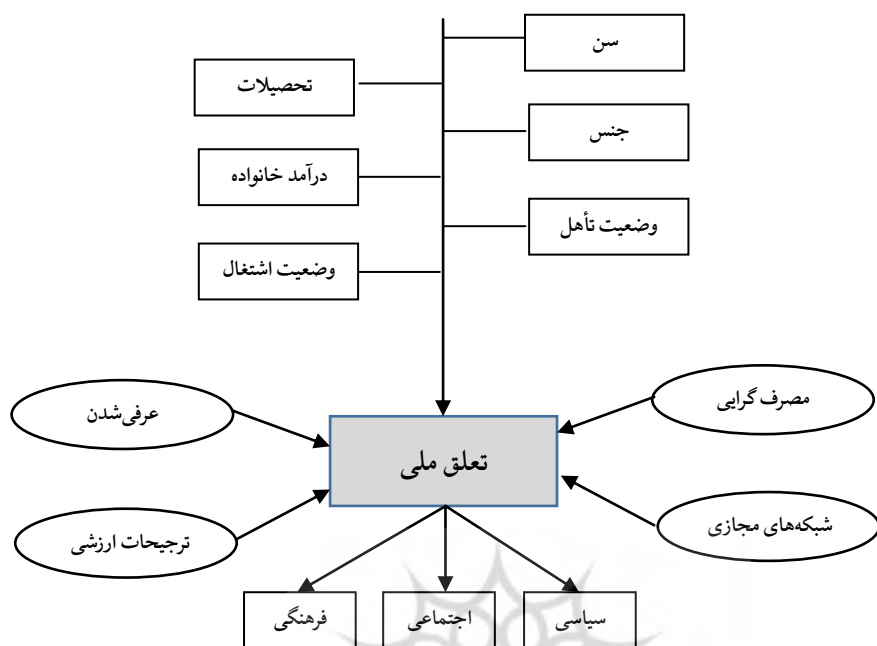 سن
تحصیلات
جنس
درآمد خانواده
وضعیت تأهل
وضعیت اشتغال
مصرف گرایی
عرفی‌شدن
تعلق ملی
شبکه‌های مجازی
ترجیحات ارزشی
سیاسی
اجتماعی
فرهنگی